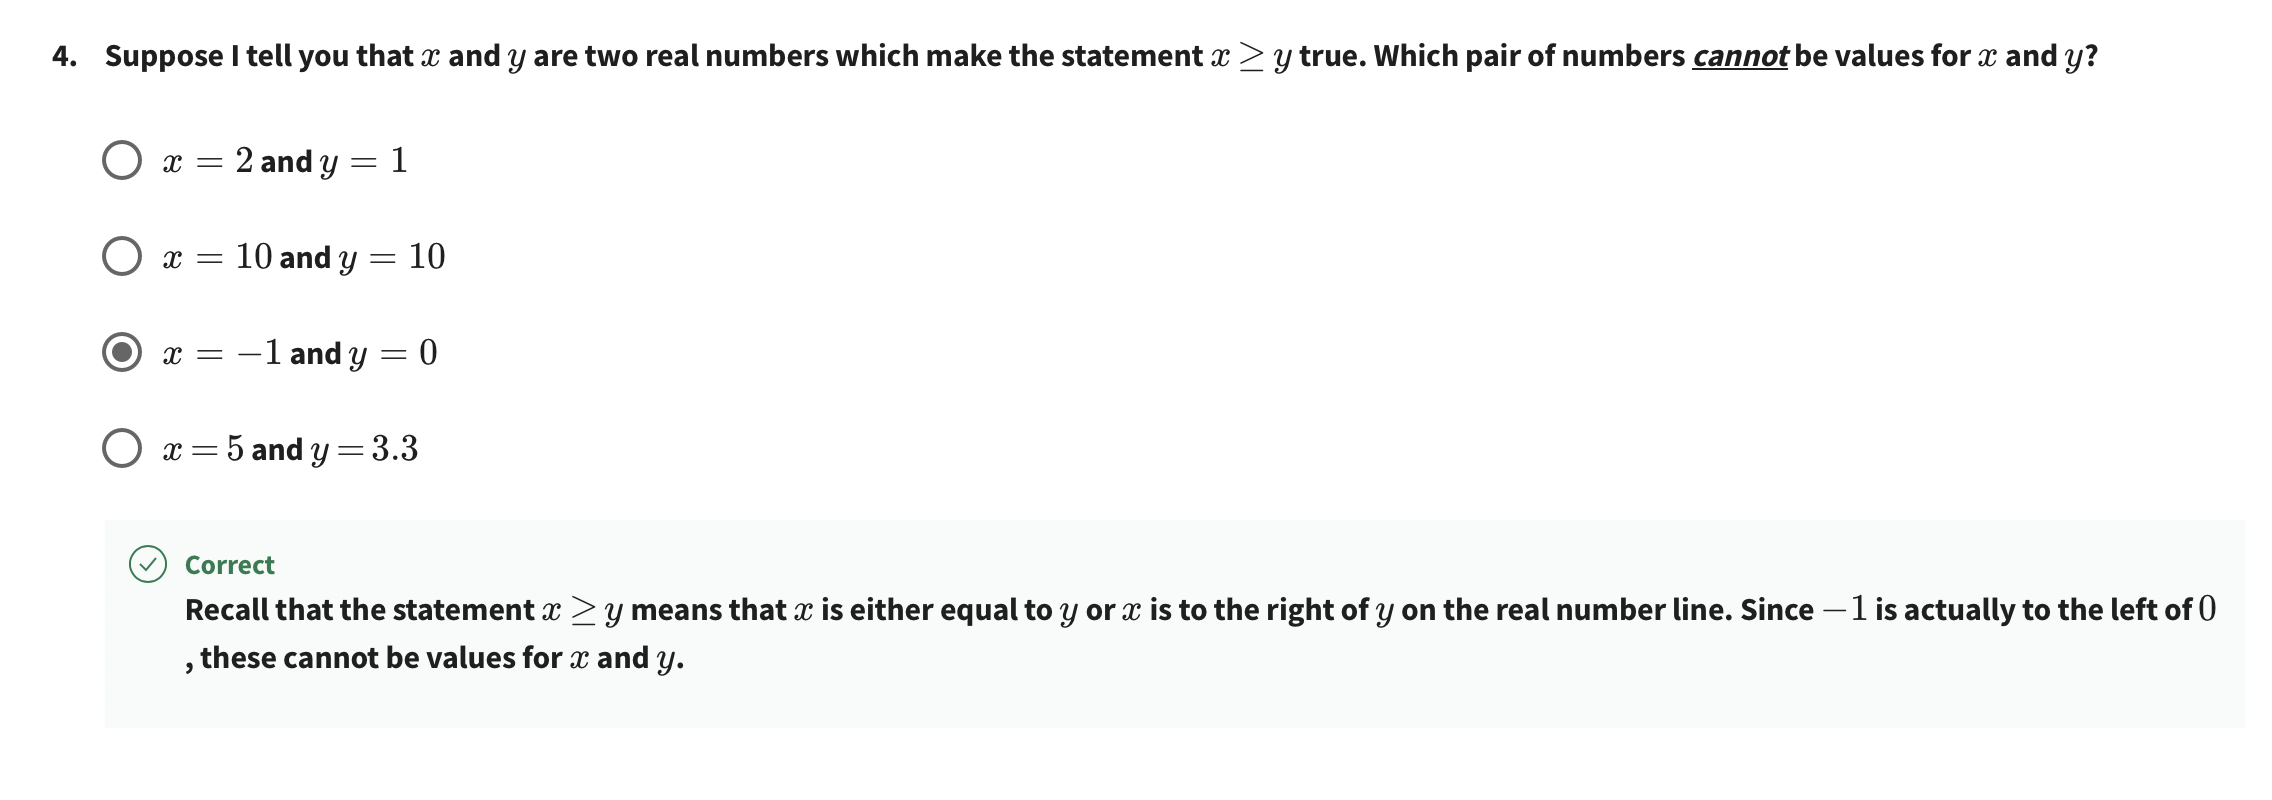 4. Suppose I tell you that x and y are two real numbers which make the statement x ≥ y true. Which pair of numbers cannot be values for x and y?
x = 2 and y = 1
x = 10 and y = 10
x = −1 and y = 0
x = 5 and y = 3.3
Correct
Recall that the statement x ≥ y means that x is either equal to y or x is to the right of y on the real number line. Since −1 is actually to the left of 0
, these cannot be values for x and y.